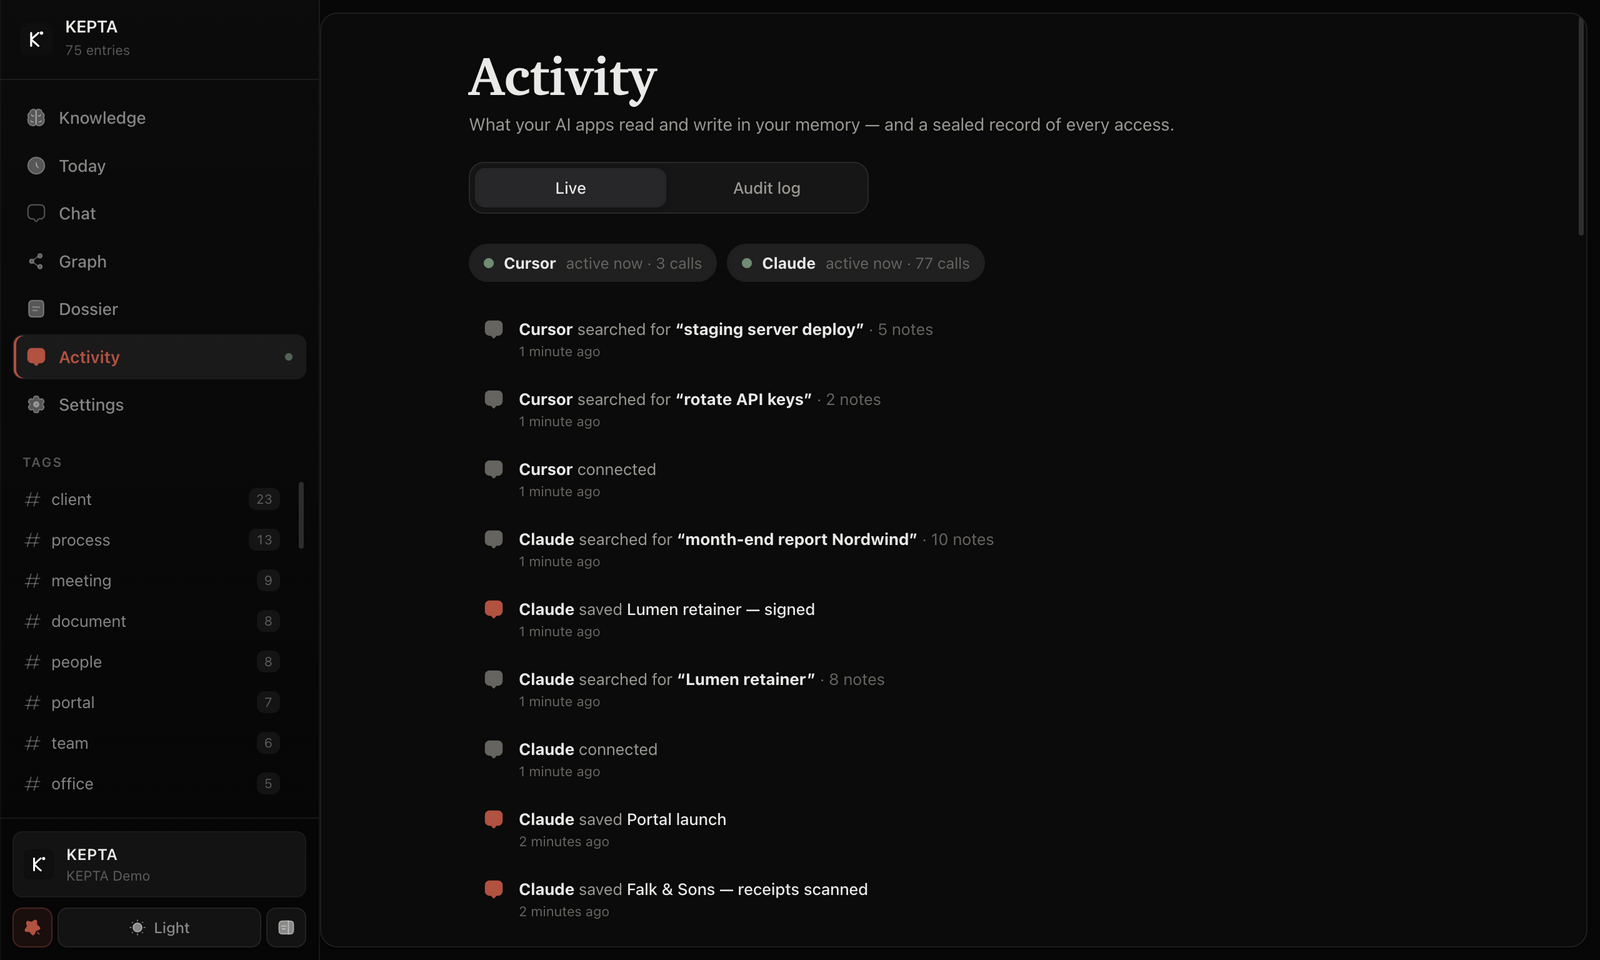 KEPTA
75 entries
Knowledge
Today
Chat
Graph
Dossier
Activity
Settings
TAGS
# client 23
# process 13
# meeting 9
# document 8
# people 8
# portal 7
# team 6
# office 5
KEPTA
KEPTA Demo
Light
Activity
What your AI apps read and write in your memory — and a sealed record of every access.
Live Audit log
Cursor active now · 3 calls Claude active now · 77 calls
Cursor searched for “staging server deploy” · 5 notes
1 minute ago
Cursor searched for “rotate API keys” · 2 notes
1 minute ago
Cursor connected
1 minute ago
Claude searched for “month-end report Nordwind” · 10 notes
1 minute ago
Claude saved Lumen retainer — signed
1 minute ago
Claude searched for “Lumen retainer” · 8 notes
1 minute ago
Claude connected
1 minute ago
Claude saved Portal launch
2 minutes ago
Claude saved Falk & Sons — receipts scanned
2 minutes ago